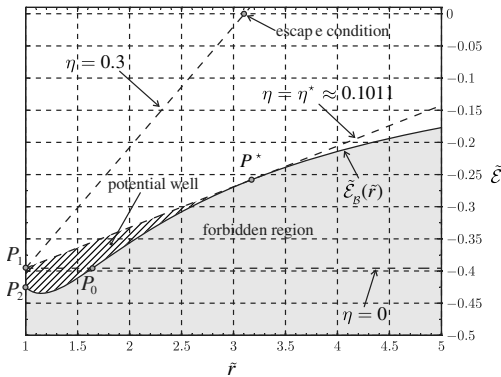 0
escape condition
η = 0.3
−0.05
−0.1
η = η* ≈ 0.1011
−0.15
P*
−0.2
Ẽ
potential well
Ẽ_B(r̃)
−0.25
forbidden region
−0.3
P₁
−0.35
P₂
P₀
−0.4
η = 0
−0.45
−0.5
1 1.5 2 2.5 3 3.5 4 4.5 5
r̃